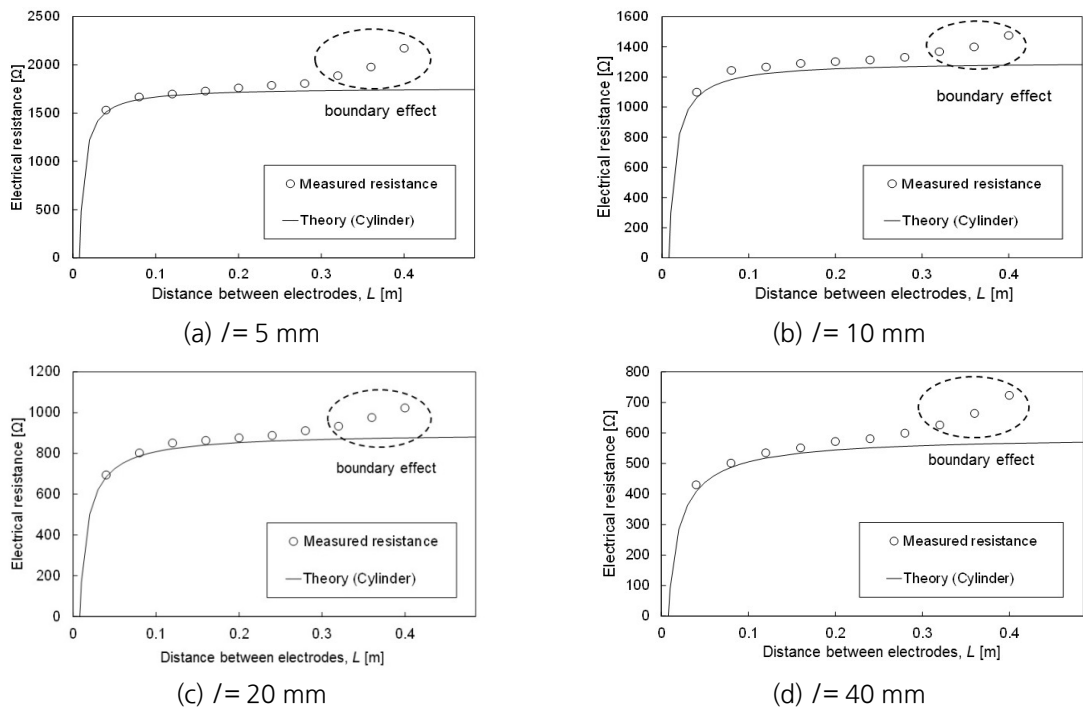 2500
2000
1500
1000
500
0
Electrical resistance [Ω]
boundary effect
Measured resistance
Theory (Cylinder)
0 0.1 0.2 0.3 0.4
Distance between electrodes, L [m]
(a) l= 5 mm
1600
1400
1200
1000
800
600
400
200
0
Electrical resistance [Ω]
boundary effect
Measured resistance
Theory (Cylinder)
0 0.1 0.2 0.3 0.4
Distance between electrodes, L [m]
(b) l= 10 mm
1200
1000
800
600
400
200
0
Electrical resistance [Ω]
boundary effect
Measured resistance
Theory (Cylinder)
0 0.1 0.2 0.3 0.4
Distance between electrodes, L [m]
(c) l= 20 mm
800
700
600
500
400
300
200
100
0
Electrical resistance [Ω]
boundary effect
Measured resistance
Theory (Cylinder)
0 0.1 0.2 0.3 0.4
Distance between electrodes, L [m]
(d) l= 40 mm